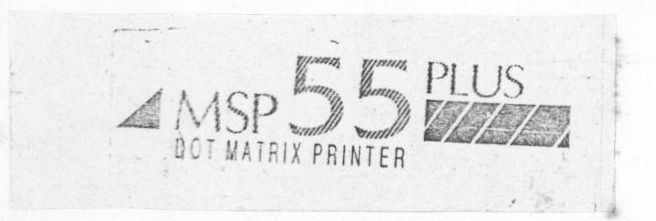 MSP 55 PLUS
DOT MATRIX PRINTER